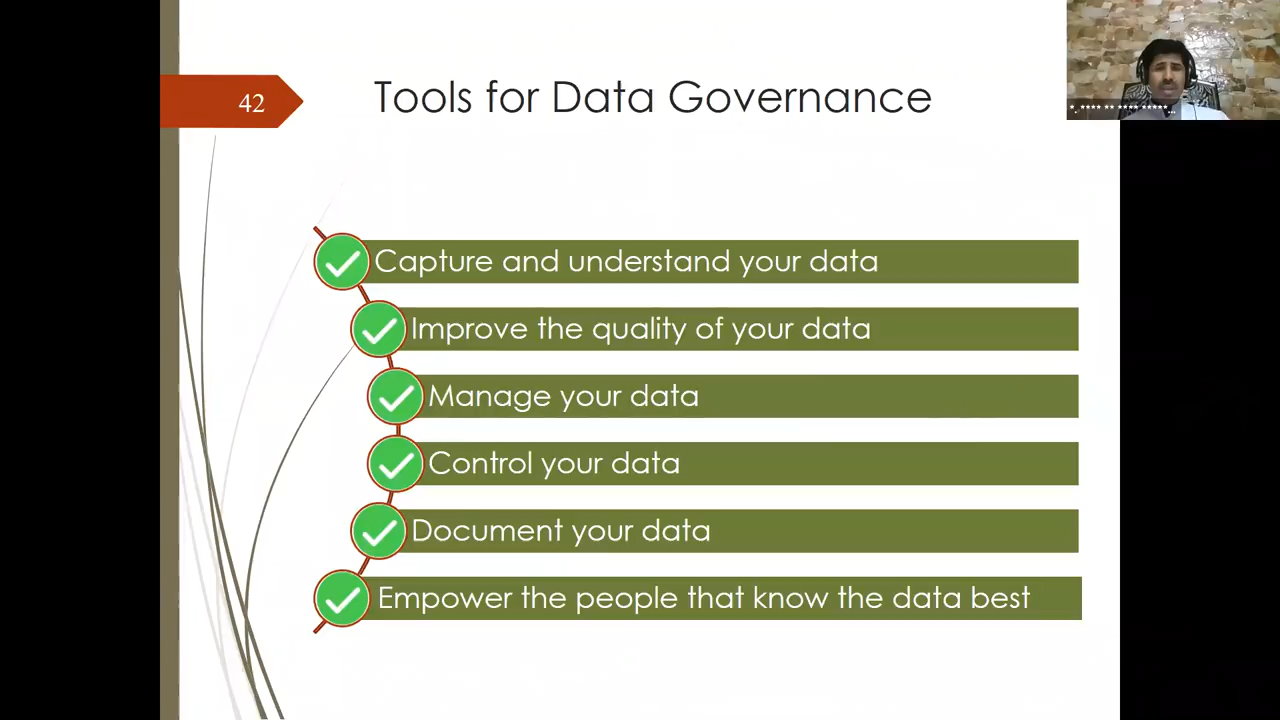 42
Tools for Data Governance
Capture and understand your data
Improve the quality of your data
Manage your data
Control your data
Document your data
Empower the people that know the data best